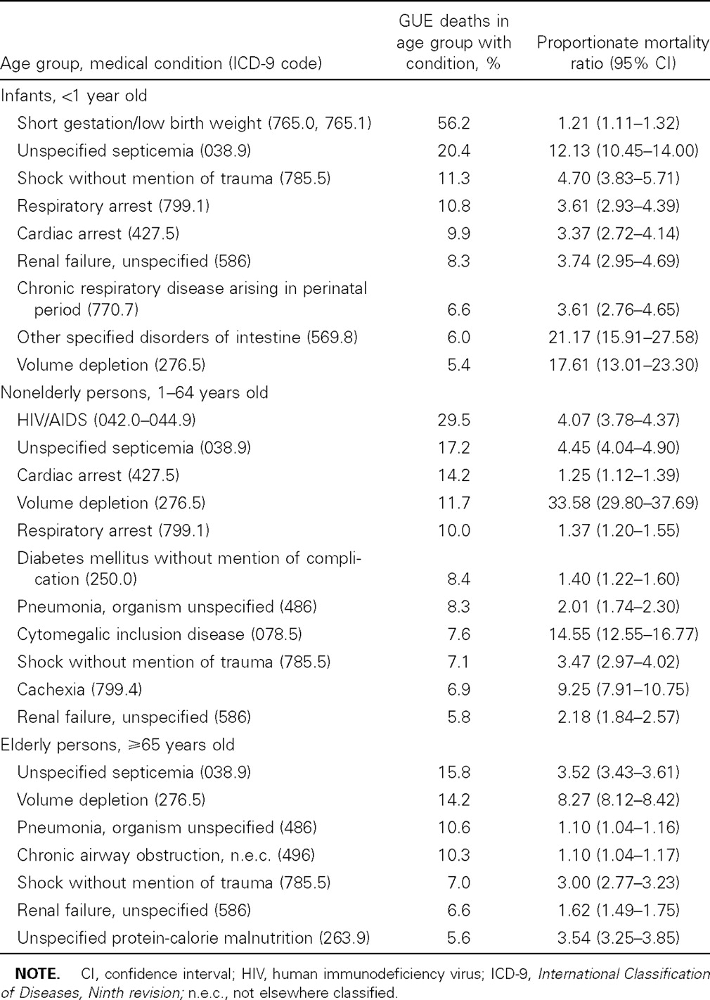 Age group, medical condition (ICD-9 code) GUE deaths in age group with condition, % Proportionate mortality ratio (95% CI)
Infants, <1 year old
Short gestation/low birth weight (765.0, 765.1) 56.2 1.21 (1.11–1.32)
Unspecified septicemia (038.9) 20.4 12.13 (10.45–14.00)
Shock without mention of trauma (785.5) 11.3 4.70 (3.83–5.71)
Respiratory arrest (799.1) 10.8 3.61 (2.93–4.39)
Cardiac arrest (427.5) 9.9 3.37 (2.72–4.14)
Renal failure, unspecified (586) 8.3 3.74 (2.95–4.69)
Chronic respiratory disease arising in perinatal
period (770.7) 6.6 3.61 (2.76–4.65)
Other specified disorders of intestine (569.8) 6.0 21.17 (15.91–27.58)
Volume depletion (276.5) 5.4 17.61 (13.01–23.30)
Nonelderly persons, 1–64 years old
HIV/AIDS (042.0–044.9) 29.5 4.07 (3.78–4.37)
Unspecified septicemia (038.9) 17.2 4.45 (4.04–4.90)
Cardiac arrest (427.5) 14.2 1.25 (1.12–1.39)
Volume depletion (276.5) 11.7 33.58 (29.80–37.69)
Respiratory arrest (799.1) 10.0 1.37 (1.20–1.55)
Diabetes mellitus without mention of compli-
cation (250.0) 8.4 1.40 (1.22–1.60)
Pneumonia, organism unspecified (486) 8.3 2.01 (1.74–2.30)
Cytomegalic inclusion disease (078.5) 7.6 14.55 (12.55–16.77)
Shock without mention of trauma (785.5) 7.1 3.47 (2.97–4.02)
Cachexia (799.4) 6.9 9.25 (7.91–10.75)
Renal failure, unspecified (586) 5.8 2.18 (1.84–2.57)
Elderly persons, ⩾65 years old
Unspecified septicemia (038.9) 15.8 3.52 (3.43–3.61)
Volume depletion (276.5) 14.2 8.27 (8.12–8.42)
Pneumonia, organism unspecified (486) 10.6 1.10 (1.04–1.16)
Chronic airway obstruction, n.e.c. (496) 10.3 1.10 (1.04–1.17)
Shock without mention of trauma (785.5) 7.0 3.00 (2.77–3.23)
Renal failure, unspecified (586) 6.6 1.62 (1.49–1.75)
Unspecified protein-calorie malnutrition (263.9) 5.6 3.54 (3.25–3.85)
NOTE. CI, confidence interval; HIV, human immunodeficiency virus; ICD-9, International Classification
of Diseases, Ninth revision; n.e.c., not elsewhere classified.